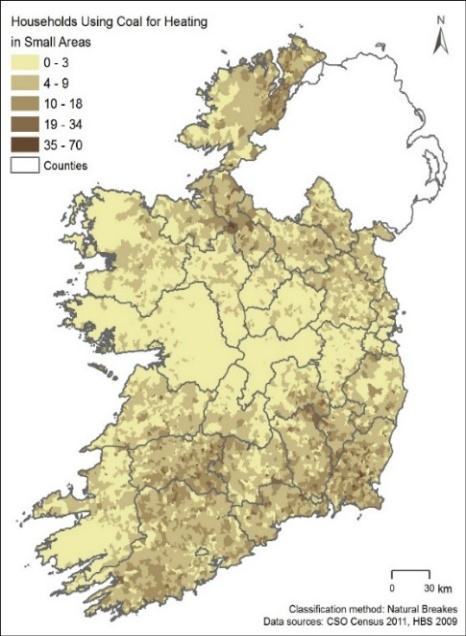 Households Using Coal for Heating
in Small Areas
0 - 3
4 - 9
10 - 18
19 - 34
35 - 70
Counties
N
0 30 km
Classification method: Natural Breakes
Data sources: CSO Census 2011, HBS 2009